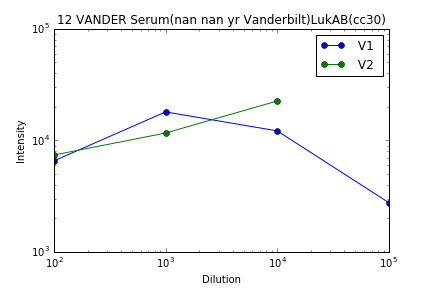 12 VANDER Serum(nan nan yr Vanderbilt)LukAB(cc30)
V1
V2
Intensity
10^5
10^4
10^3
10^2
10^3
10^4
10^5
Dilution